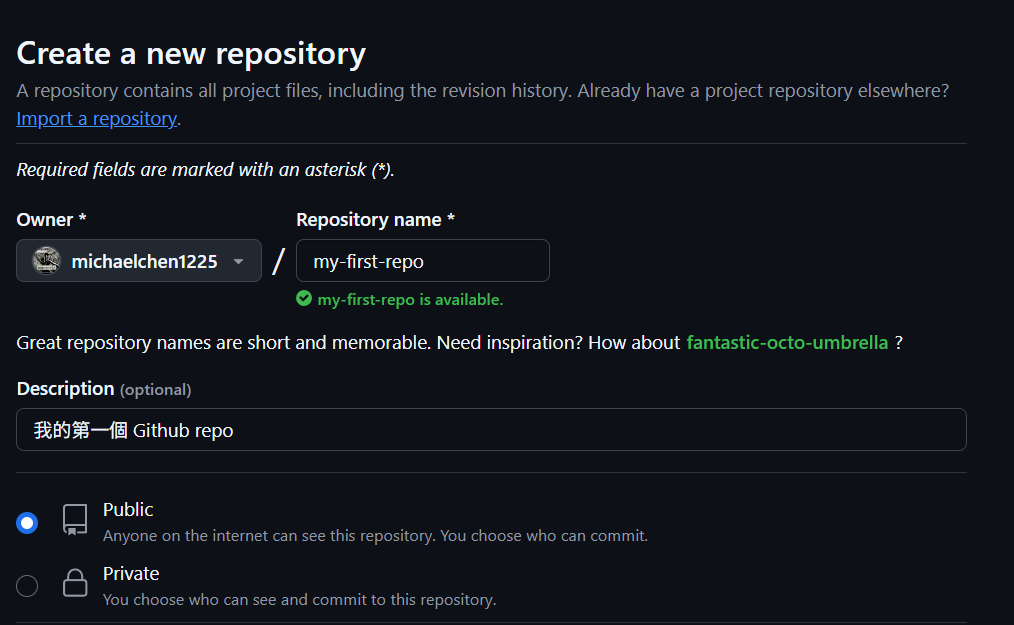 Create a new repository
A repository contains all project files, including the revision history. Already have a project repository elsewhere?
Import a repository.
Required fields are marked with an asterisk (*).
Owner *
Repository name *
michaelchen1225
/
my-first-repo
my-first-repo is available.
Great repository names are short and memorable. Need inspiration? How about fantastic-octo-umbrella ?
Description (optional)
我的第一個 Github repo
Public
Anyone on the internet can see this repository. You choose who can commit.
Private
You choose who can see and commit to this repository.